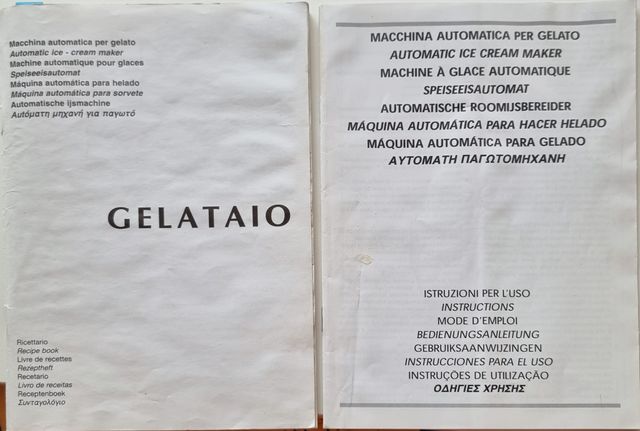 Macchina automatica per gelato
Automatic ice - cream maker
Machine automatique pour glaces
Speiseeisautomat
Máquina automática para helado
Máquina automática para sorvete
Automatische ijsmachine
Αυτόματη μηχανή για παγωτό
GELATAIO
Ricettario
Recipe book
Livre de recettes
Rezeptheft
Recetario
Livro de receitas
Receptenboek
Συνταγολόγιο
MACCHINA AUTOMATICA PER GELATO
AUTOMATIC ICE CREAM MAKER
MACHINE À GLACE AUTOMATIQUE
SPEISEEISAUTOMAT
AUTOMATISCHE ROOMIJSBEREIDER
MÁQUINA AUTOMÁTICA PARA HACER HELADO
MÁQUINA AUTOMÁTICA PARA GELADO
ΑΥΤΟΜΑΤΗ ΠΑΓΩΤΟΜΗΧΑΝΗ
ISTRUZIONI PER L'USO
INSTRUCTIONS
MODE D'EMPLOI
BEDIENUNGSANLEITUNG
GEBRUIKSAANWIJZINGEN
INSTRUCCIONES PARA EL USO
INSTRUÇÕES DE UTILIZAÇÃO
ΟΔΗΓΙΕΣ ΧΡΗΣΗΣ